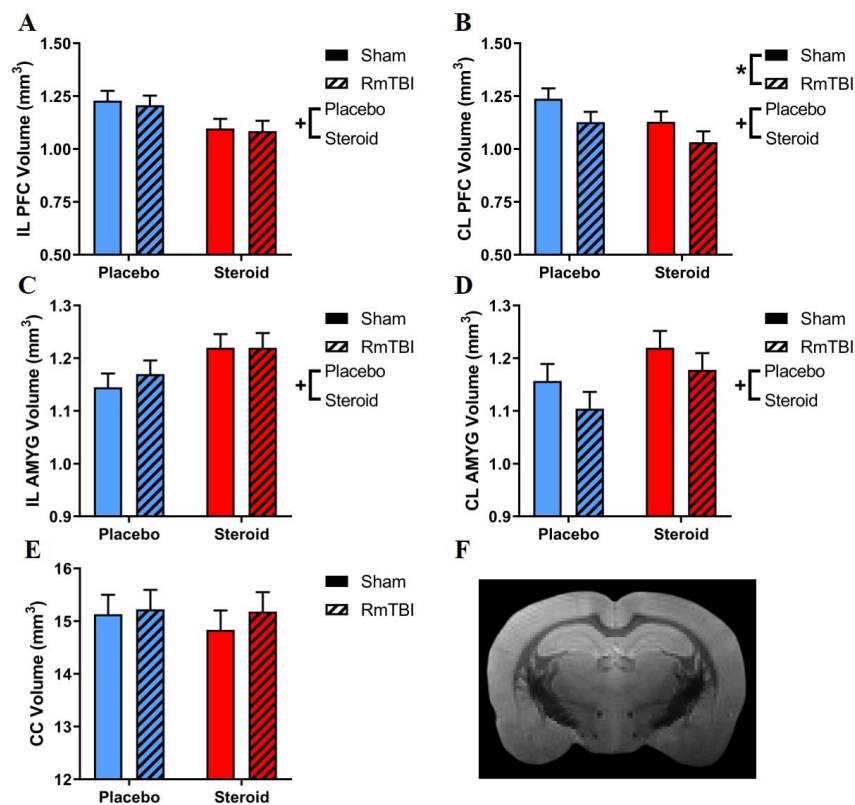 A
1.50
1.25
1.00
0.75
0.50
IL PFC Volume (mm³)
Placebo
Steroid
Sham
RmTBI
+
Placebo
Steroid
B
1.50
1.25
1.00
0.75
0.50
CL PFC Volume (mm³)
Placebo
Steroid
*
Sham
RmTBI
+
Placebo
Steroid
C
1.3
1.2
1.1
1.0
0.9
IL AMYG Volume (mm³)
Placebo
Steroid
Sham
RmTBI
+
Placebo
Steroid
D
1.3
1.2
1.1
1.0
0.9
CL AMYG Volume (mm³)
Placebo
Steroid
Sham
RmTBI
+
Placebo
Steroid
E
16
15
14
13
12
CC Volume (mm³)
Placebo
Steroid
Sham
RmTBI
F